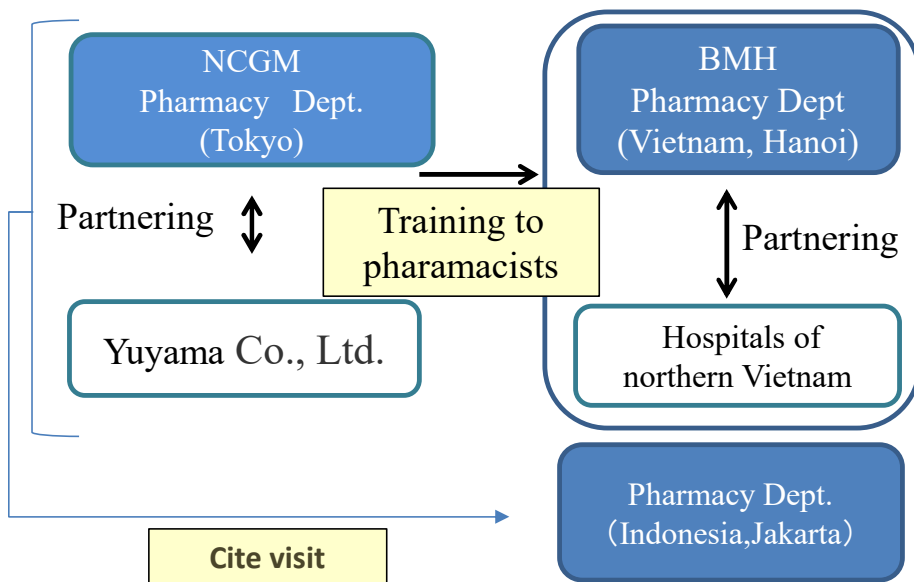 NCGM
Pharmacy Dept.
(Tokyo)
BMH
Pharmacy Dept
(Vietnam, Hanoi)
Partnering
Training to
pharamacists
Partnering
Yuyama Co., Ltd.
Hospitals of
northern Vietnam
Pharmacy Dept.
（Indonesia,Jakarta）
Cite visit